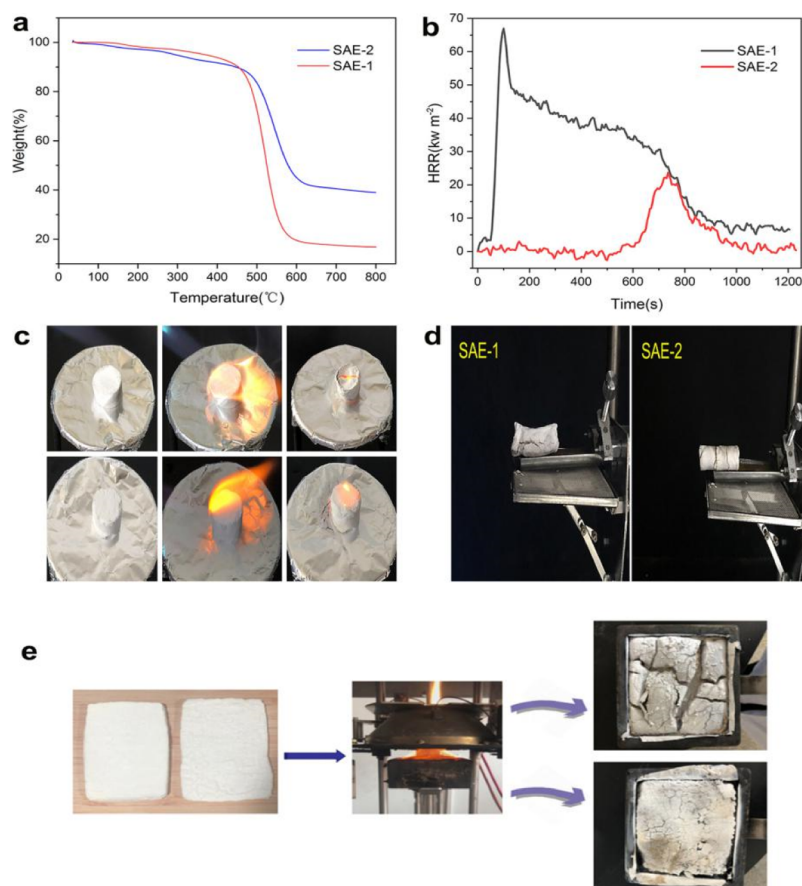 a
100
80
60
40
20
Weight(%)
0 100 200 300 400 500 600 700 800
Temperature(℃)
SAE-2
SAE-1
b
70
60
50
40
30
20
10
0
HRR(kw m⁻²)
0 200 400 600 800 1000 1200
Time(s)
SAE-1
SAE-2
c
d
SAE-1
SAE-2
e